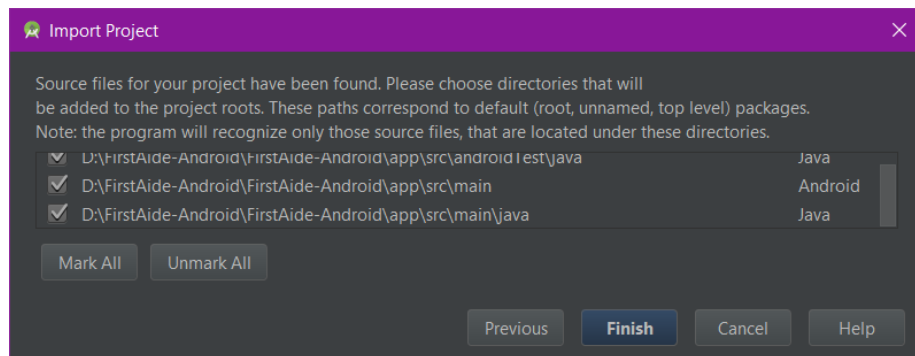 Import Project
Source files for your project have been found. Please choose directories that will
be added to the project roots. These paths correspond to default (root, unnamed, top level) packages.
Note: the program will recognize only those source files, that are located under these directories.
D:\FirstAide-Android\FirstAide-Android\app\src\androidTest\java Java
D:\FirstAide-Android\FirstAide-Android\app\src\main Android
D:\FirstAide-Android\FirstAide-Android\app\src\main\java Java
Mark All Unmark All
Previous Finish Cancel Help